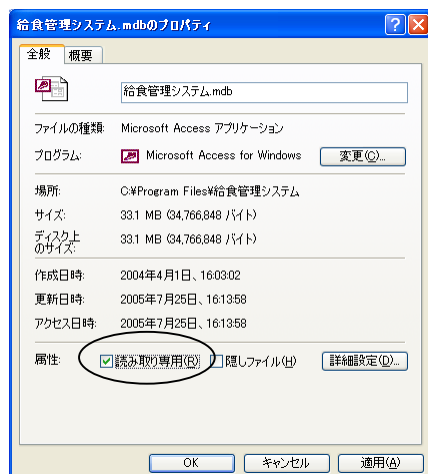 給食管理システム.mdbのプロパティ
全般 概要
給食管理システム.mdb
ファイルの種類: Microsoft Access アプリケーション
プログラム: Microsoft Access for Windows 変更(C)...
場所: C:¥Program Files¥給食管理システム
サイズ: 33.1 MB (34,766,848 バイト)
ディスク上
のサイズ: 33.1 MB (34,766,848 バイト)
作成日時: 2004年4月1日、16:03:02
更新日時: 2005年7月25日、16:13:58
アクセス日時: 2005年7月25日、16:13:58
属性: 読み取り専用(R) 隠しファイル(H) 詳細設定(D)...
OK キャンセル 適用(A)